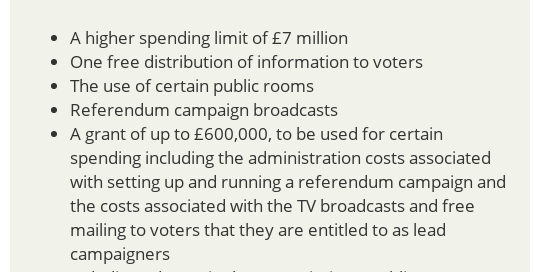 • A higher spending limit of £7 million
• One free distribution of information to voters
• The use of certain public rooms
• Referendum campaign broadcasts
• A grant of up to £600,000, to be used for certain
spending including the administration costs associated
with setting up and running a referendum campaign and
the costs associated with the TV broadcasts and free
mailing to voters that they are entitled to as lead
campaigners